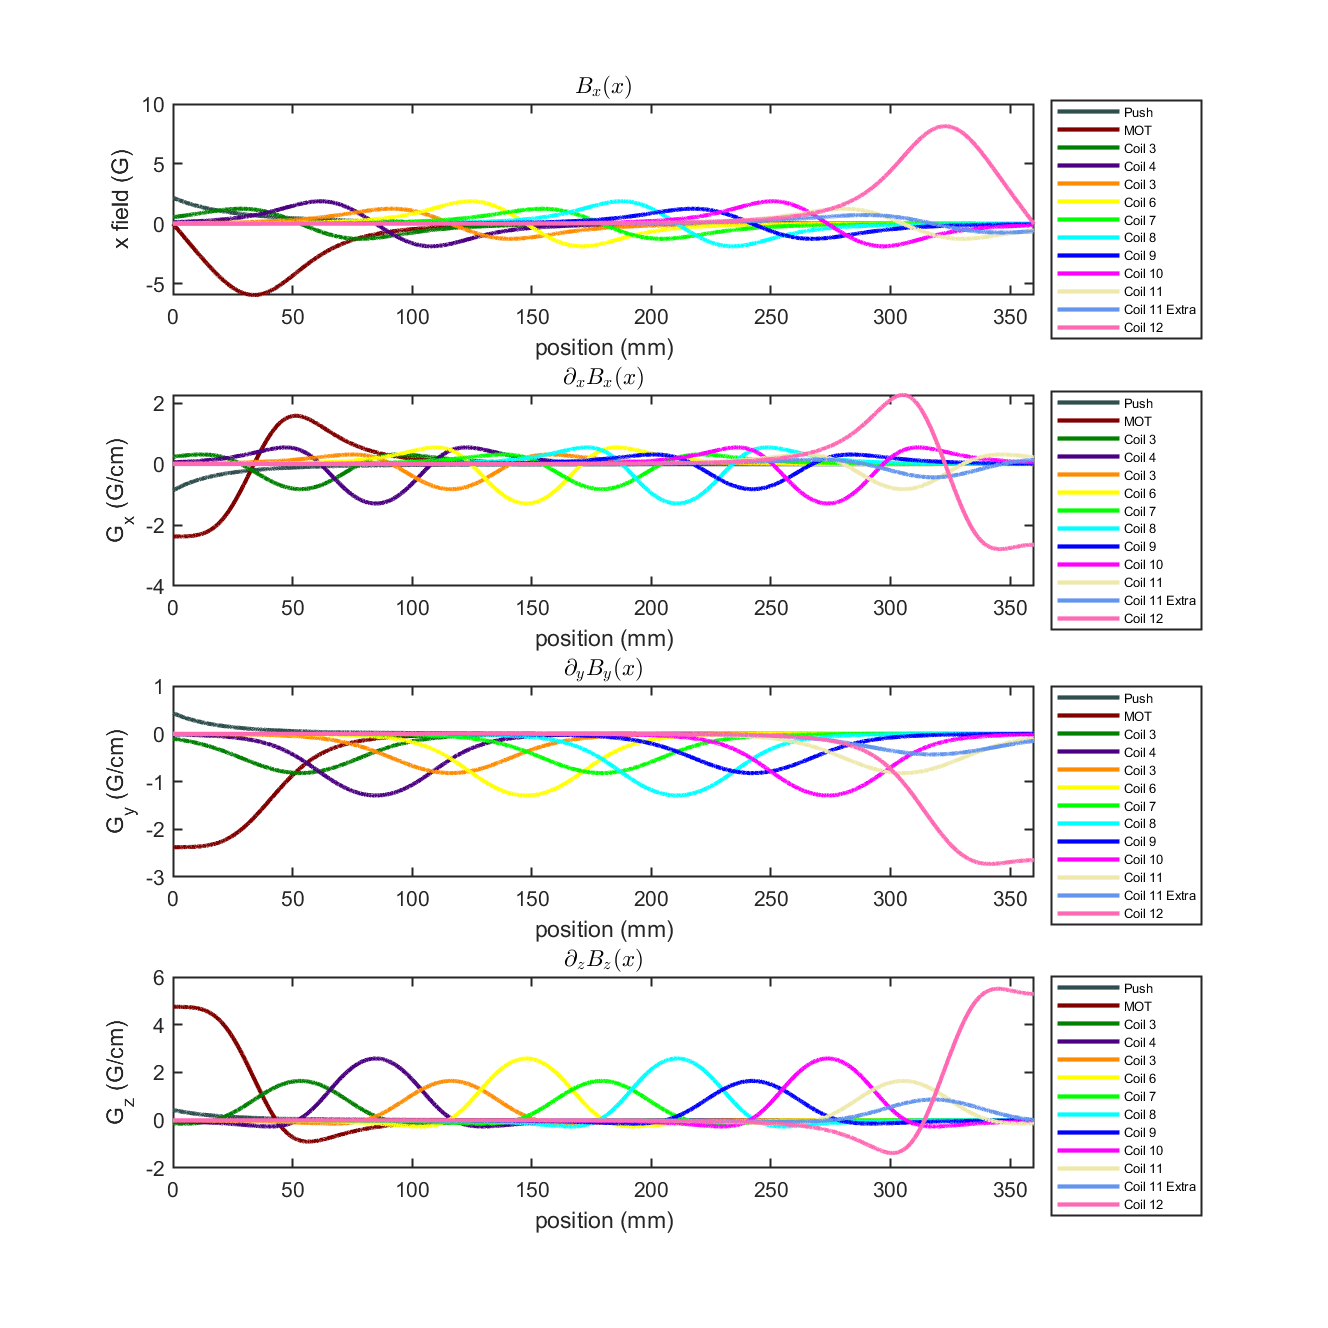 B_x(x)
10
5
0
-5
x field (G)
0 50 100 150 200 250 300 350
position (mm)
Push
MOT
Coil 3
Coil 4
Coil 3
Coil 6
Coil 7
Coil 8
Coil 9
Coil 10
Coil 11
Coil 11 Extra
Coil 12
∂_xB_x(x)
2
0
-2
-4
G_x (G/cm)
0 50 100 150 200 250 300 350
position (mm)
Push
MOT
Coil 3
Coil 4
Coil 3
Coil 6
Coil 7
Coil 8
Coil 9
Coil 10
Coil 11
Coil 11 Extra
Coil 12
∂_yB_y(x)
1
0
-1
-2
-3
G_y (G/cm)
0 50 100 150 200 250 300 350
position (mm)
Push
MOT
Coil 3
Coil 4
Coil 3
Coil 6
Coil 7
Coil 8
Coil 9
Coil 10
Coil 11
Coil 11 Extra
Coil 12
∂_zB_z(x)
6
4
2
0
-2
G_z (G/cm)
0 50 100 150 200 250 300 350
position (mm)
Push
MOT
Coil 3
Coil 4
Coil 3
Coil 6
Coil 7
Coil 8
Coil 9
Coil 10
Coil 11
Coil 11 Extra
Coil 12